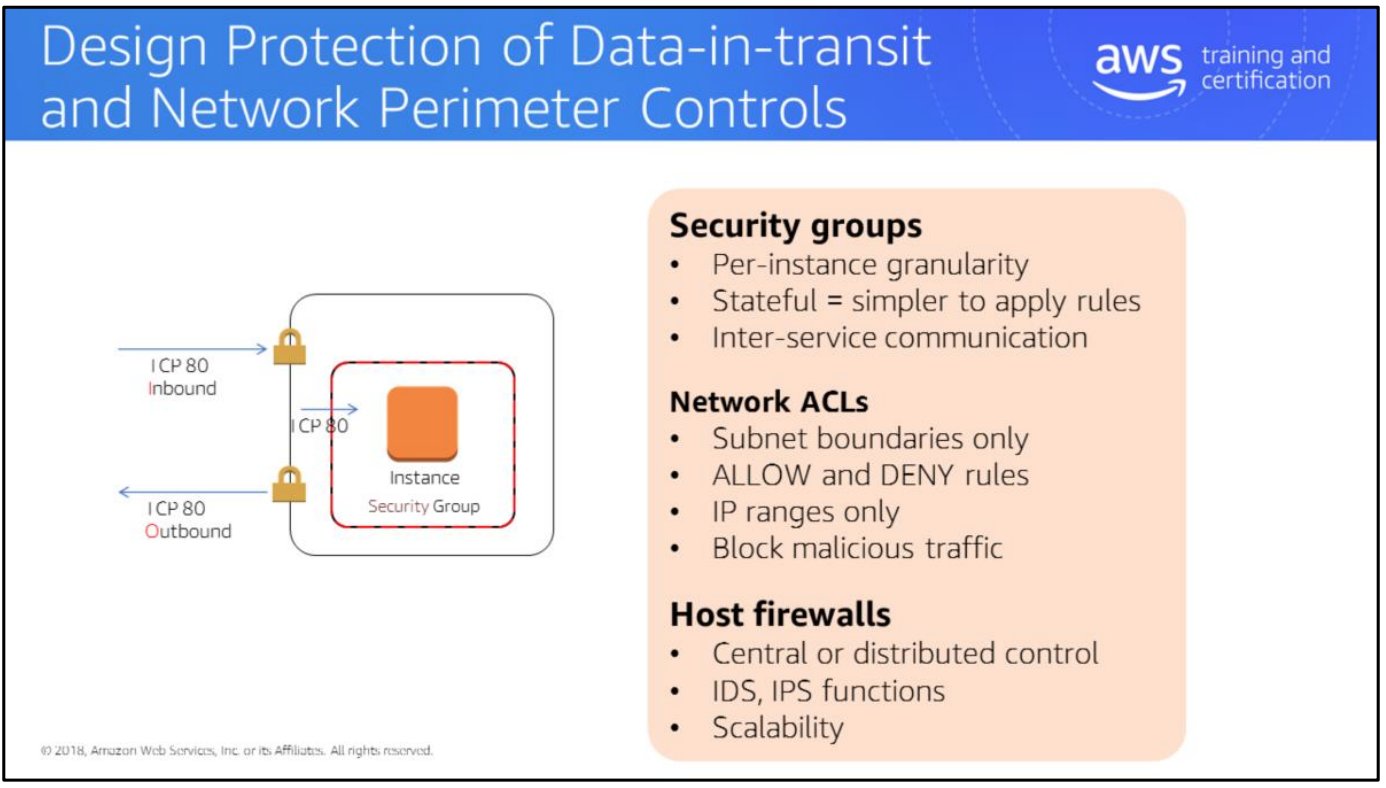 Design Protection of Data-in-transit
and Network Perimeter Controls
aws training and
certification
TCP 80
Inbound
TCP 80
Instance
Security Group
TCP 80
Outbound
Security groups
• Per-instance granularity
• Stateful = simpler to apply rules
• Inter-service communication
Network ACLs
• Subnet boundaries only
• ALLOW and DENY rules
• IP ranges only
• Block malicious traffic
Host firewalls
• Central or distributed control
• IDS, IPS functions
• Scalability
© 2018, Amazon Web Services, Inc. or its Affiliates. All rights reserved.